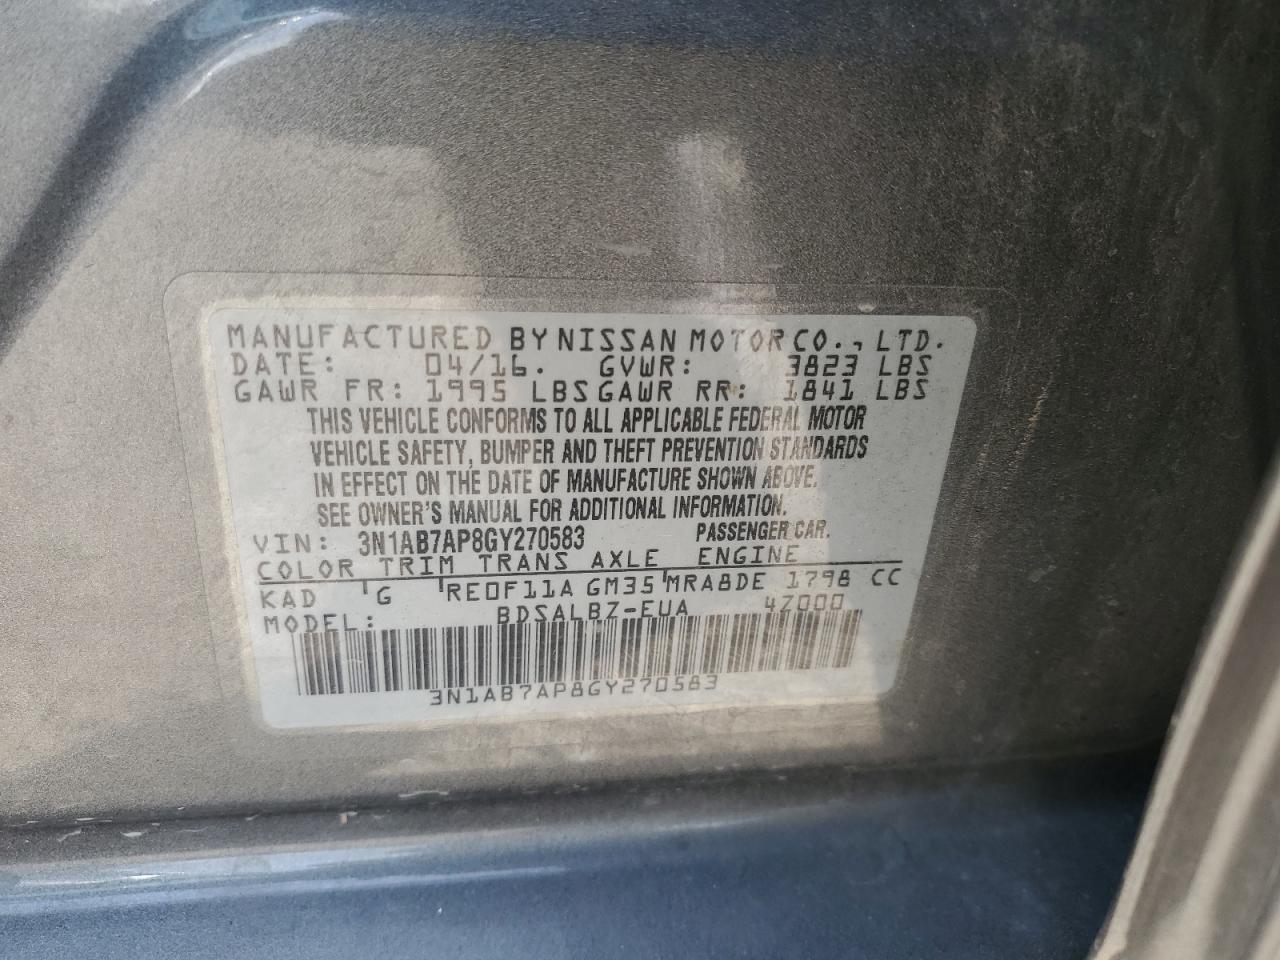 MANUFACTURED BY NISSAN MOTOR CO., LTD.
DATE: 04/16. GVWR: 3823 LBS
GAWR FR: 1995 LBS GAWR RR: 1841 LBS
THIS VEHICLE CONFORMS TO ALL APPLICABLE FEDERAL MOTOR
VEHICLE SAFETY, BUMPER AND THEFT PREVENTION STANDARDS
IN EFFECT ON THE DATE OF MANUFACTURE SHOWN ABOVE.
SEE OWNER'S MANUAL FOR ADDITIONAL INFORMATION.
VIN: 3N1AB7AP8GY270583 PASSENGER CAR.
COLOR TRIM TRANS AXLE ENGINE
KAD G RE0F11A GM35 MRA8DE 1798 CC
MODEL: BDSALBZ-EUA 47000
3N1AB7AP8GY270583